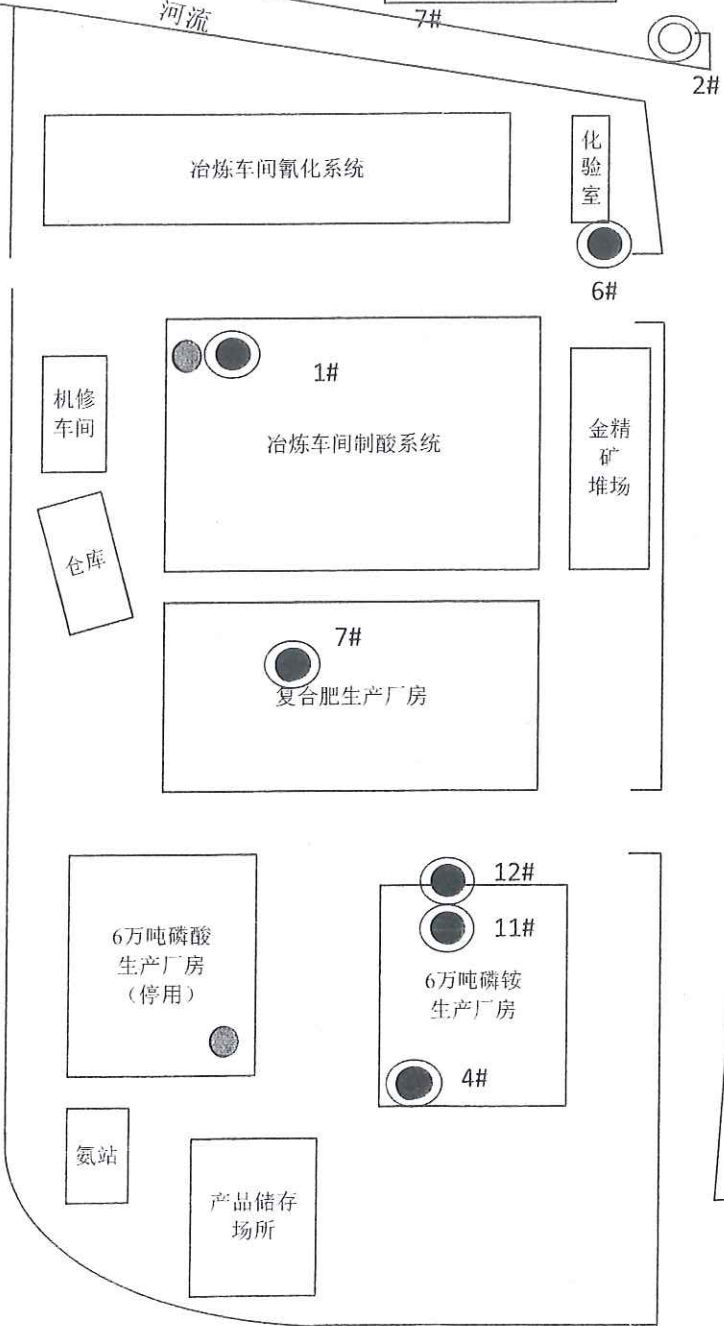 河流
7#
2#
冶炼车间氰化系统
化
验
室
6#
1#
机修
车间
冶炼车间制酸系统
金精
矿
堆场
仓库
7#
复合肥生产厂房
12#
11#
6万吨磷酸
生产厂房
（停用）
6万吨磷铵
生产厂房
4#
氨站
产品储存
场所